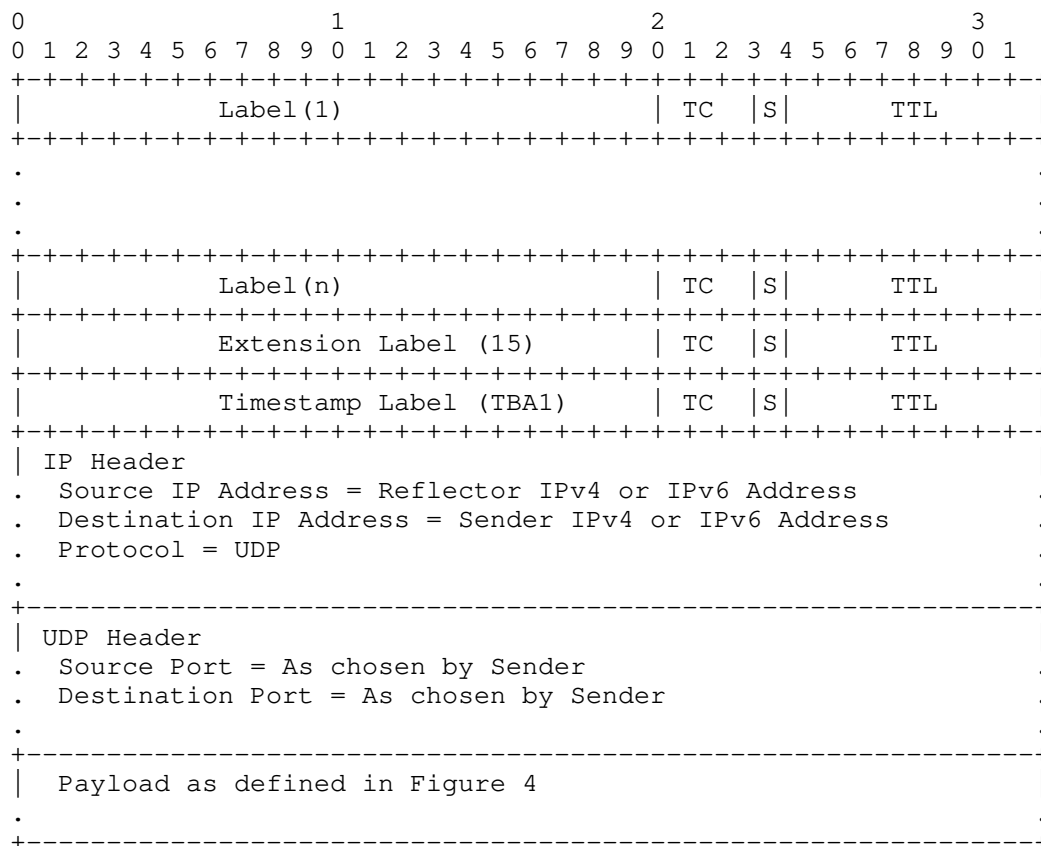 0                   1                   2                   3
0 1 2 3 4 5 6 7 8 9 0 1 2 3 4 5 6 7 8 9 0 1 2 3 4 5 6 7 8 9 0 1
+-+-+-+-+-+-+-+-+-+-+-+-+-+-+-+-+-+-+-+-+-+-+-+-+-+-+-+-+-+-+-+--
|            Label(1)                   | TC  |S|      TTL      |
+-+-+-+-+-+-+-+-+-+-+-+-+-+-+-+-+-+-+-+-+-+-+-+-+-+-+-+-+-+-+-+--
.                                                               .
.                                                               .
.                                                               .
+-+-+-+-+-+-+-+-+-+-+-+-+-+-+-+-+-+-+-+-+-+-+-+-+-+-+-+-+-+-+-+--
|            Label(n)                   | TC  |S|      TTL      |
+-+-+-+-+-+-+-+-+-+-+-+-+-+-+-+-+-+-+-+-+-+-+-+-+-+-+-+-+-+-+-+--
|            Extension Label (15)       | TC  |S|      TTL      |
+-+-+-+-+-+-+-+-+-+-+-+-+-+-+-+-+-+-+-+-+-+-+-+-+-+-+-+-+-+-+-+--
|            Timestamp Label (TBA1)     | TC  |S|      TTL      |
+-+-+-+-+-+-+-+-+-+-+-+-+-+-+-+-+-+-+-+-+-+-+-+-+-+-+-+-+-+-+-+--
| IP Header                                                     |
.  Source IP Address = Reflector IPv4 or IPv6 Address           .
.  Destination IP Address = Sender IPv4 or IPv6 Address         .
.  Protocol = UDP                                               .
.                                                               .
+----------------------------------------------------------------
| UDP Header                                                    |
.  Source Port = As chosen by Sender                            .
.  Destination Port = As chosen by Sender                       .
.                                                               .
+----------------------------------------------------------------
|  Payload as defined in Figure 4                               |
.                                                               .
+----------------------------------------------------------------